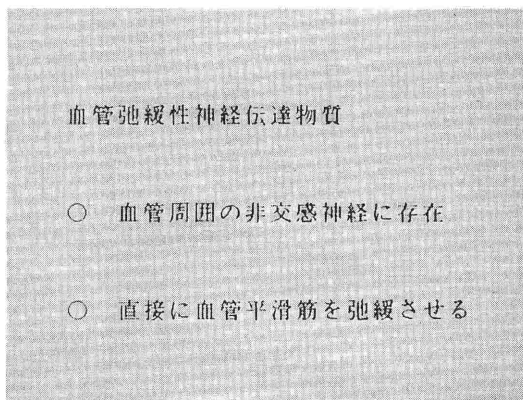 血管弛緩性神経伝達物質
○ 血管周囲の非交感神経に存在
○ 直接に血管平滑筋を弛緩させる